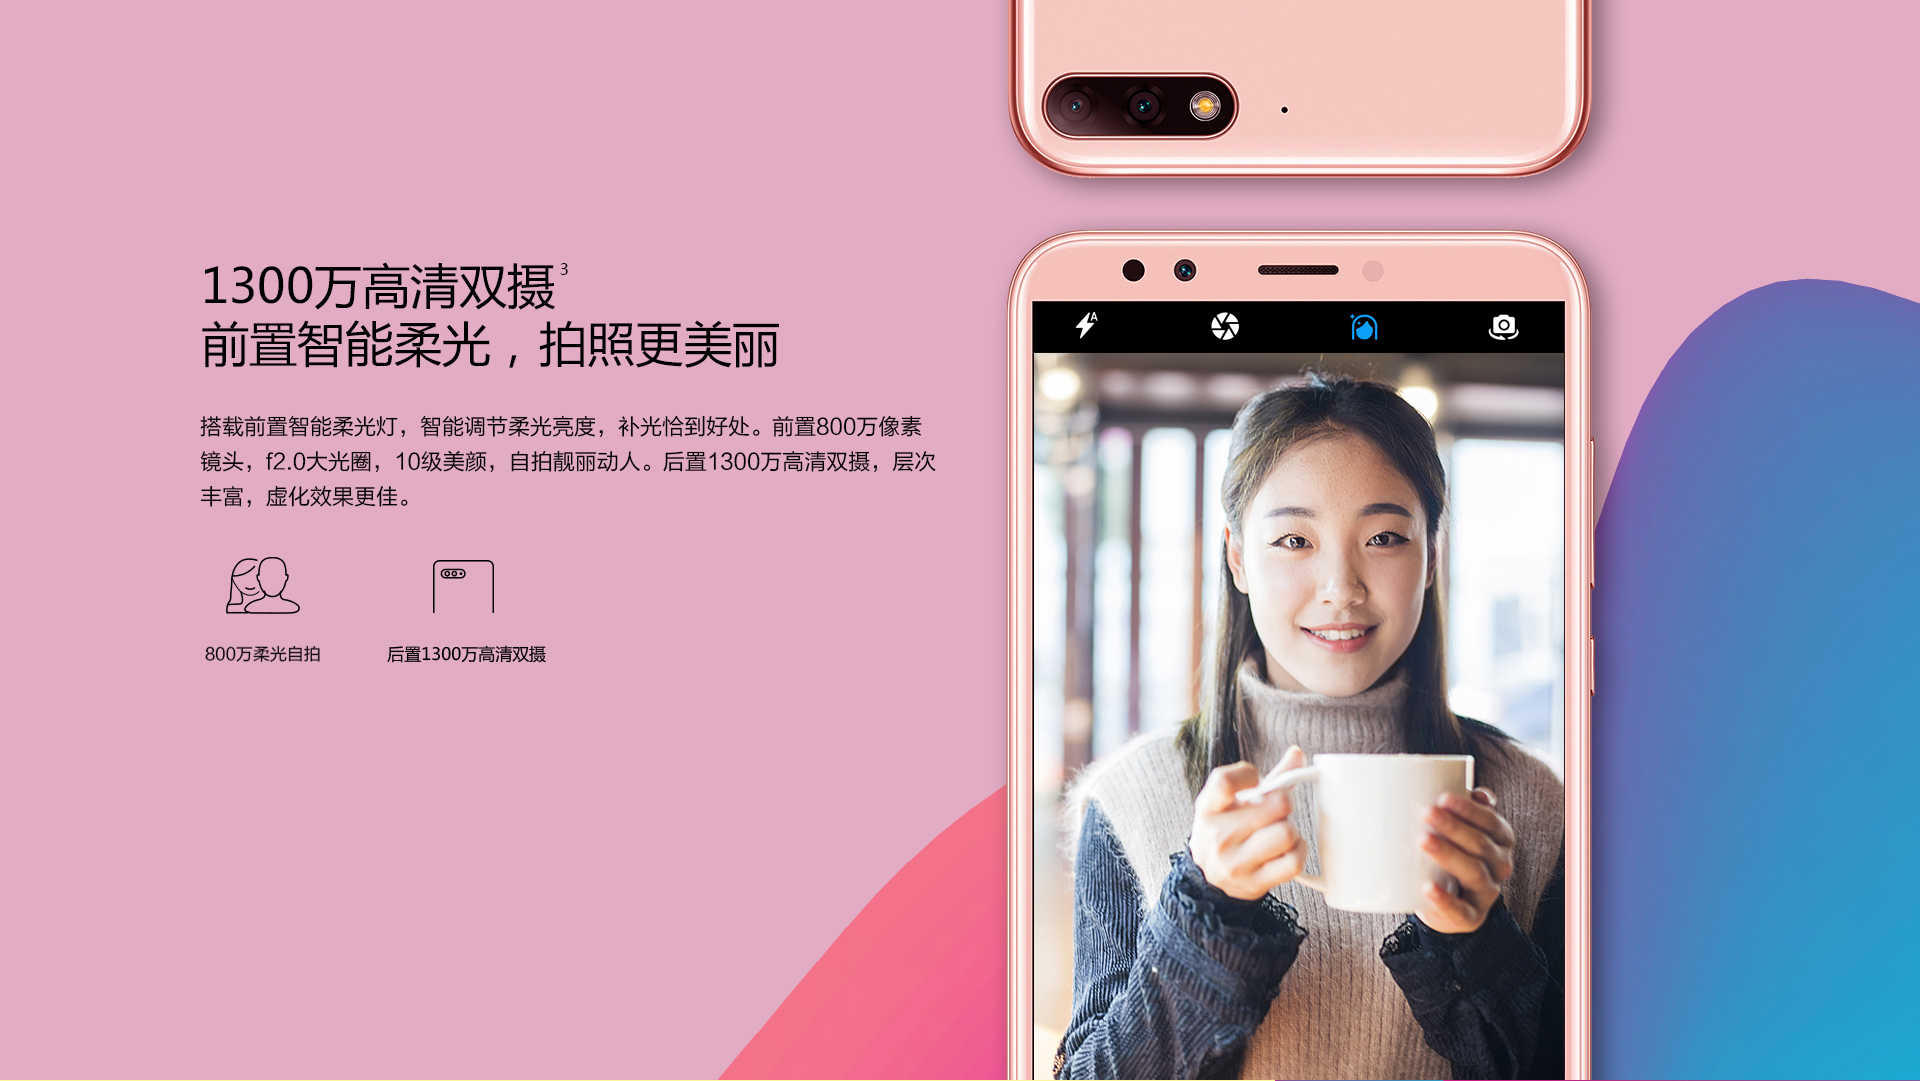 1300万高清双摄3
前置智能柔光，拍照更美丽
搭载前置智能柔光灯，智能调节柔光亮度，补光恰到好处。前置800万像素
镜头，f2.0大光圈，10级美颜，自拍靓丽动人。后置1300万高清双摄，层次
丰富，虚化效果更佳。
800万柔光自拍
后置1300万高清双摄
A